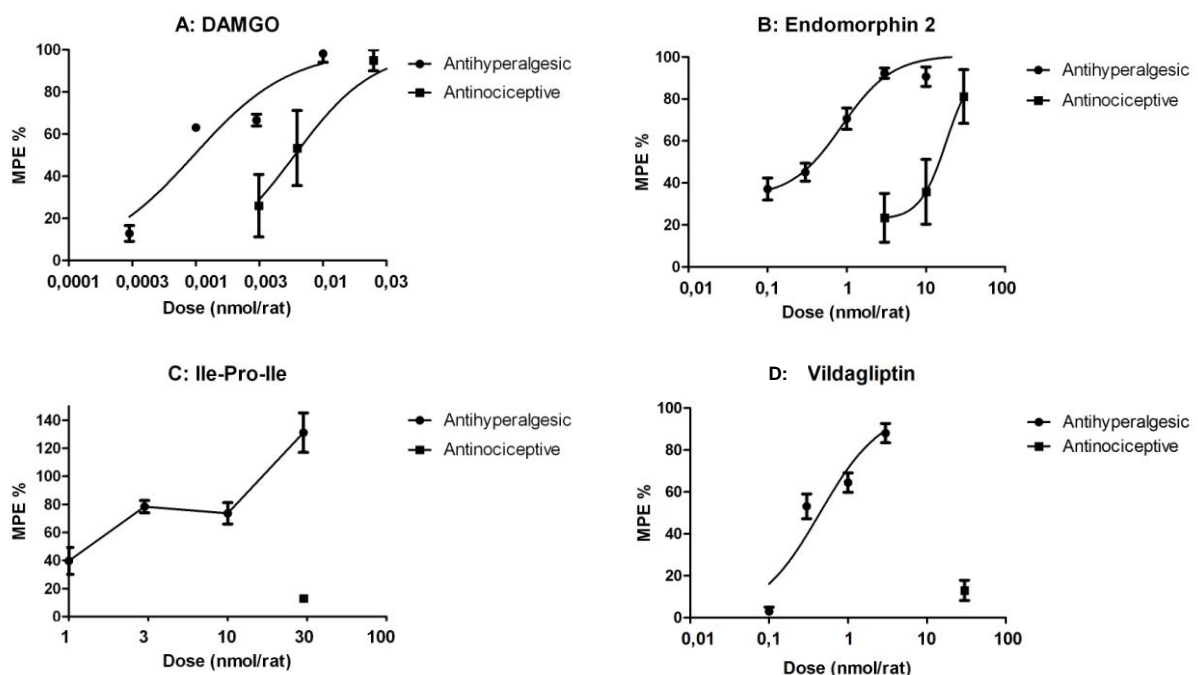 A: DAMGO
100
80
60
40
20
0
MPE %
0,0001 0,0003 0,001 0,003 0,01 0,03
Dose (nmol/rat)
Antihyperalgesic
Antinociceptive
B: Endomorphin 2
100
80
60
40
20
0
MPE %
0,01 0,1 1 10 100
Dose (nmol/rat)
Antihyperalgesic
Antinociceptive
C: Ile-Pro-Ile
140
120
100
80
60
40
20
0
MPE %
1 3 10 30 100
Dose (nmol/rat)
Antihyperalgesic
Antinociceptive
D: Vildagliptin
100
80
60
40
20
0
MPE %
0,01 0,1 1 10 100
Dose (nmol/rat)
Antihyperalgesic
Antinociceptive